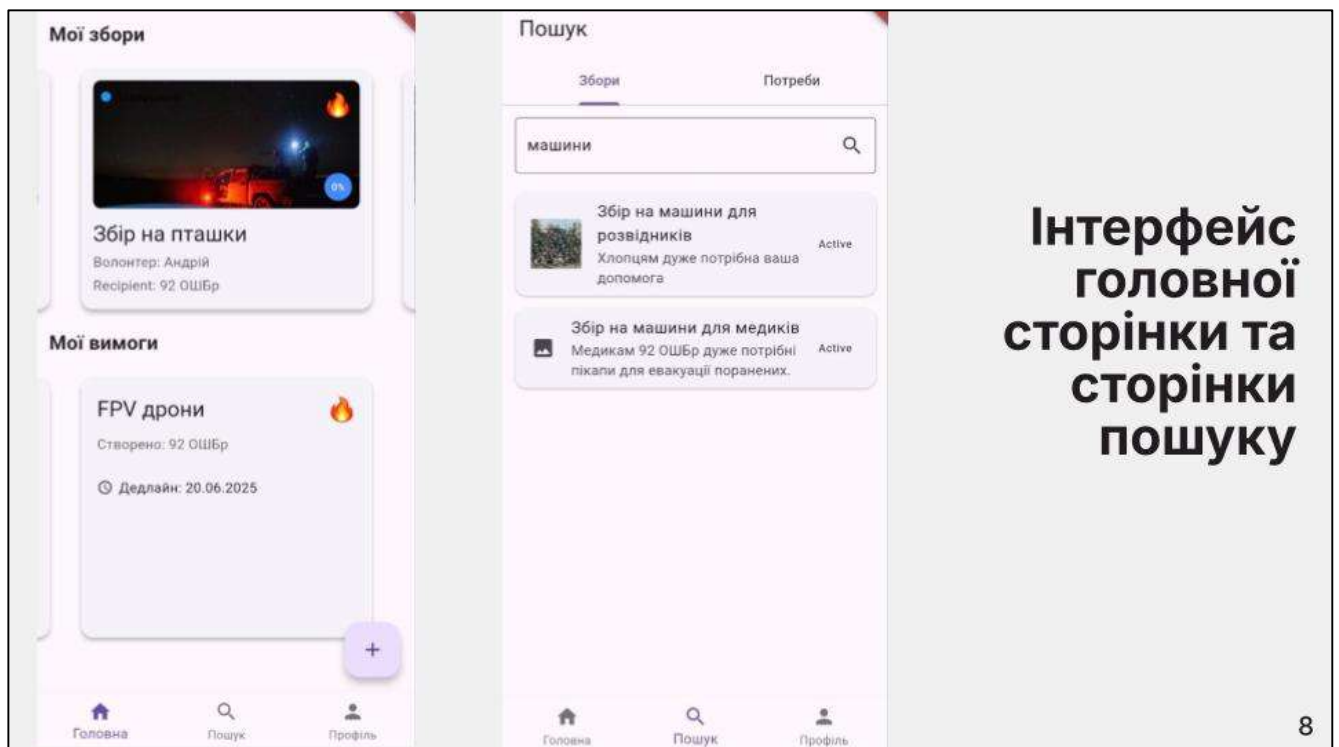 Мої збори
0%
Збір на пташки
Волонтер: Андрій
Recipient: 92 ОШБр
Мої вимоги
FPV дрони
Створено: 92 ОШБр
Дедлайн: 20.06.2025
+
Головна
Пошук
Профіль
Пошук
Збори
Потреби
машини
Збір на машини для
розвідників
Хлопцям дуже потрібна ваша
допомога
Active
Збір на машини для медиків
Медикам 92 ОШБр дуже потрібні
пікапи для евакуації поранених.
Active
Головна
Пошук
Профіль
Інтерфейс
головної
сторінки та
сторінки
пошуку
8